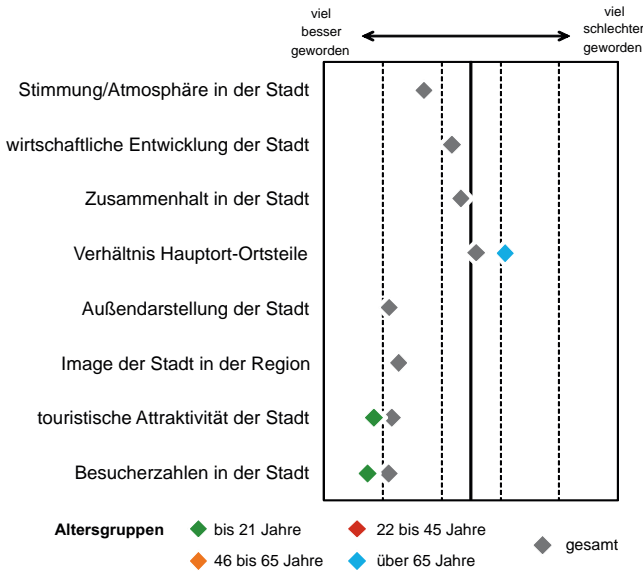 viel
besser
geworden
viel
schlechter
geworden
Stimmung/Atmosphäre in der Stadt
wirtschaftliche Entwicklung der Stadt
Zusammenhalt in der Stadt
Verhältnis Hauptort-Ortsteile
Außendarstellung der Stadt
Image der Stadt in der Region
touristische Attraktivität der Stadt
Besucherzahlen in der Stadt
Altersgruppen
bis 21 Jahre
22 bis 45 Jahre
46 bis 65 Jahre
über 65 Jahre
gesamt